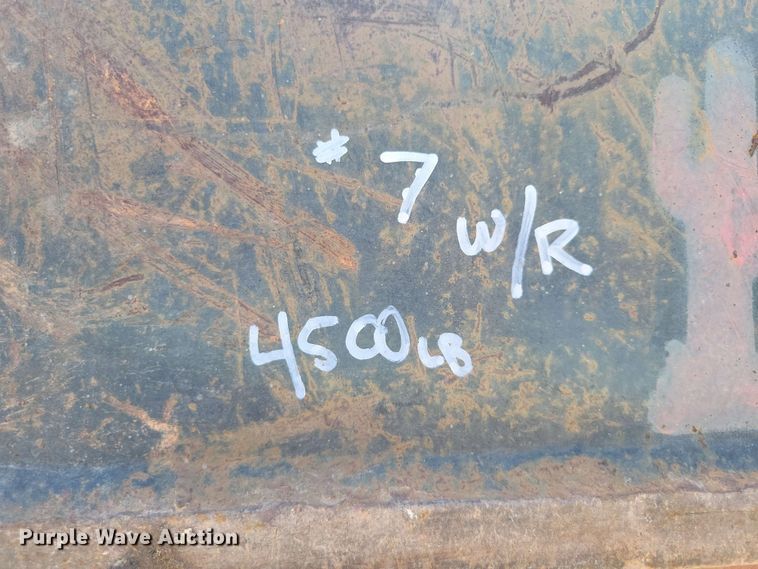 # 7
W/R
4500LB
Purple Wave Auction